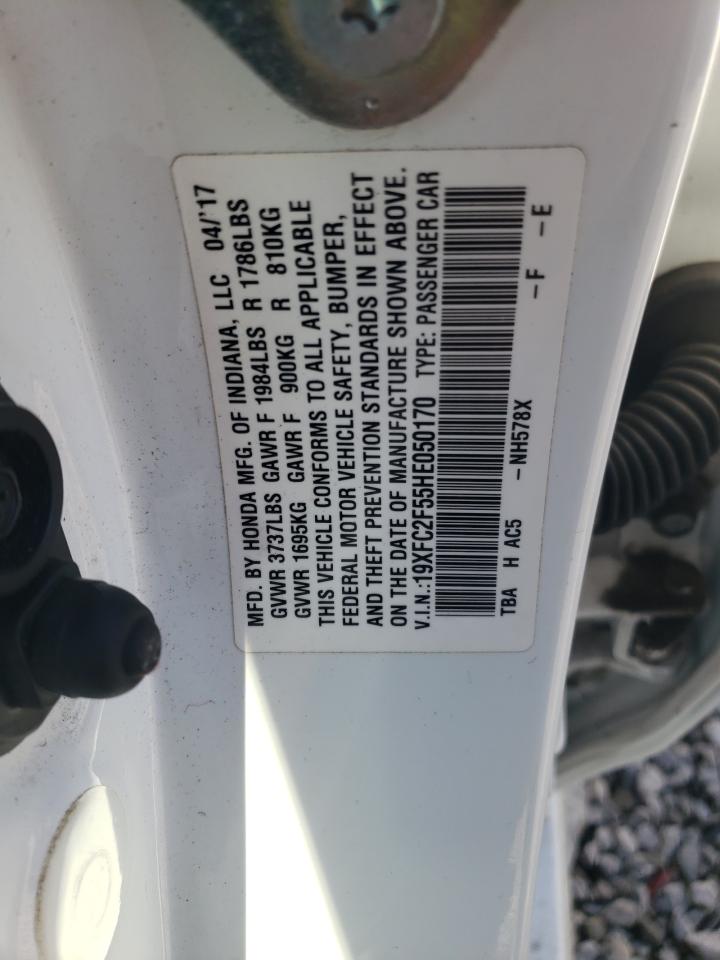 MFD. BY HONDA MFG. OF INDIANA, LLC 04/'17
GVWR 3737LBS GAWR F 1984LBS R 1786LBS
GVWR 1695KG GAWR F 900KG R 810KG
THIS VEHICLE CONFORMS TO ALL APPLICABLE
FEDERAL MOTOR VEHICLE SAFETY, BUMPER,
AND THEFT PREVENTION STANDARDS IN EFFECT
ON THE DATE OF MANUFACTURE SHOWN ABOVE.
V.I.N.:19XFC2F55HE050170 TYPE: PASSENGER CAR
TBA H AC5 -NH578X -F -E